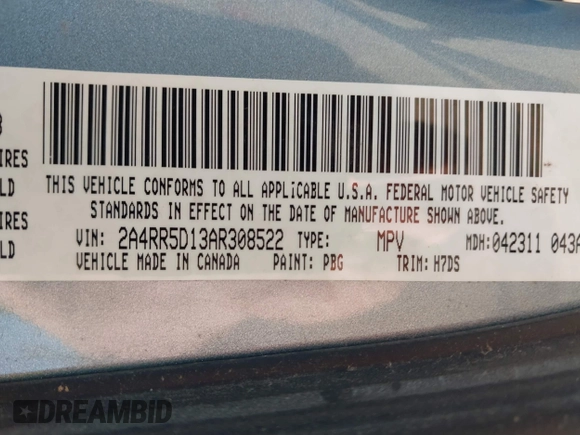 3
IRES
LD
IRES
LD
THIS VEHICLE CONFORMS TO ALL APPLICABLE U.S.A. FEDERAL MOTOR VEHICLE SAFETY
STANDARDS IN EFFECT ON THE DATE OF MANUFACTURE SHOWN ABOVE.
VIN: 2A4RR5D13AR308522 TYPE: MPV MDH: 042311 043A
VEHICLE MADE IN CANADA PAINT: PBG TRIM: H7DS
DREAMBID